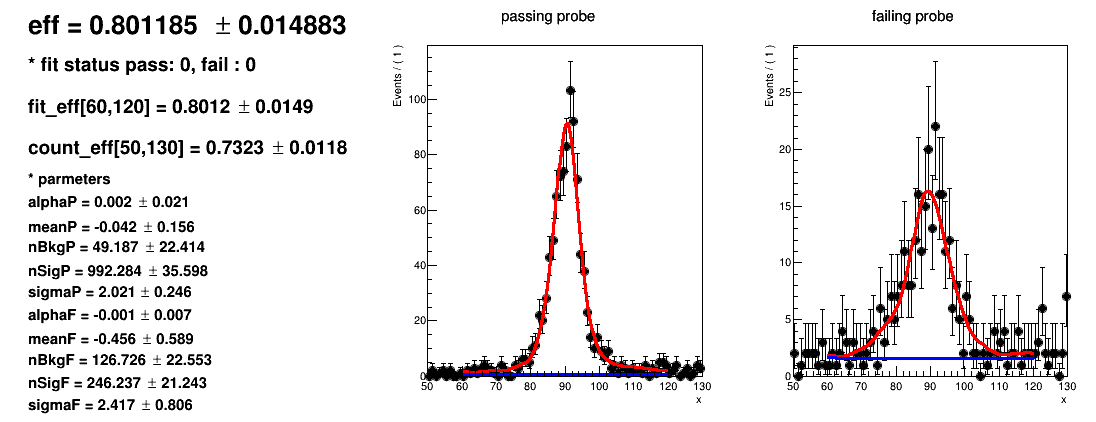 eff = 0.801185 ± 0.014883
* fit status pass: 0, fail : 0
fit_eff[60,120] = 0.8012 ± 0.0149
count_eff[50,130] = 0.7323 ± 0.0118
* parmeters
alphaP = 0.002 ± 0.021
meanP = -0.042 ± 0.156
nBkgP = 49.187 ± 22.414
nSigP = 992.284 ± 35.598
sigmaP = 2.021 ± 0.246
alphaF = -0.001 ± 0.007
meanF = -0.456 ± 0.589
nBkgF = 126.726 ± 22.553
nSigF = 246.237 ± 21.243
sigmaF = 2.417 ± 0.806
passing probe
Events / ( 1 )
100
80
60
40
20
0
50 60 70 80 90 100 110 120 130
x
failing probe
Events / ( 1 )
25
20
15
10
5
0
50 60 70 80 90 100 110 120 130
x